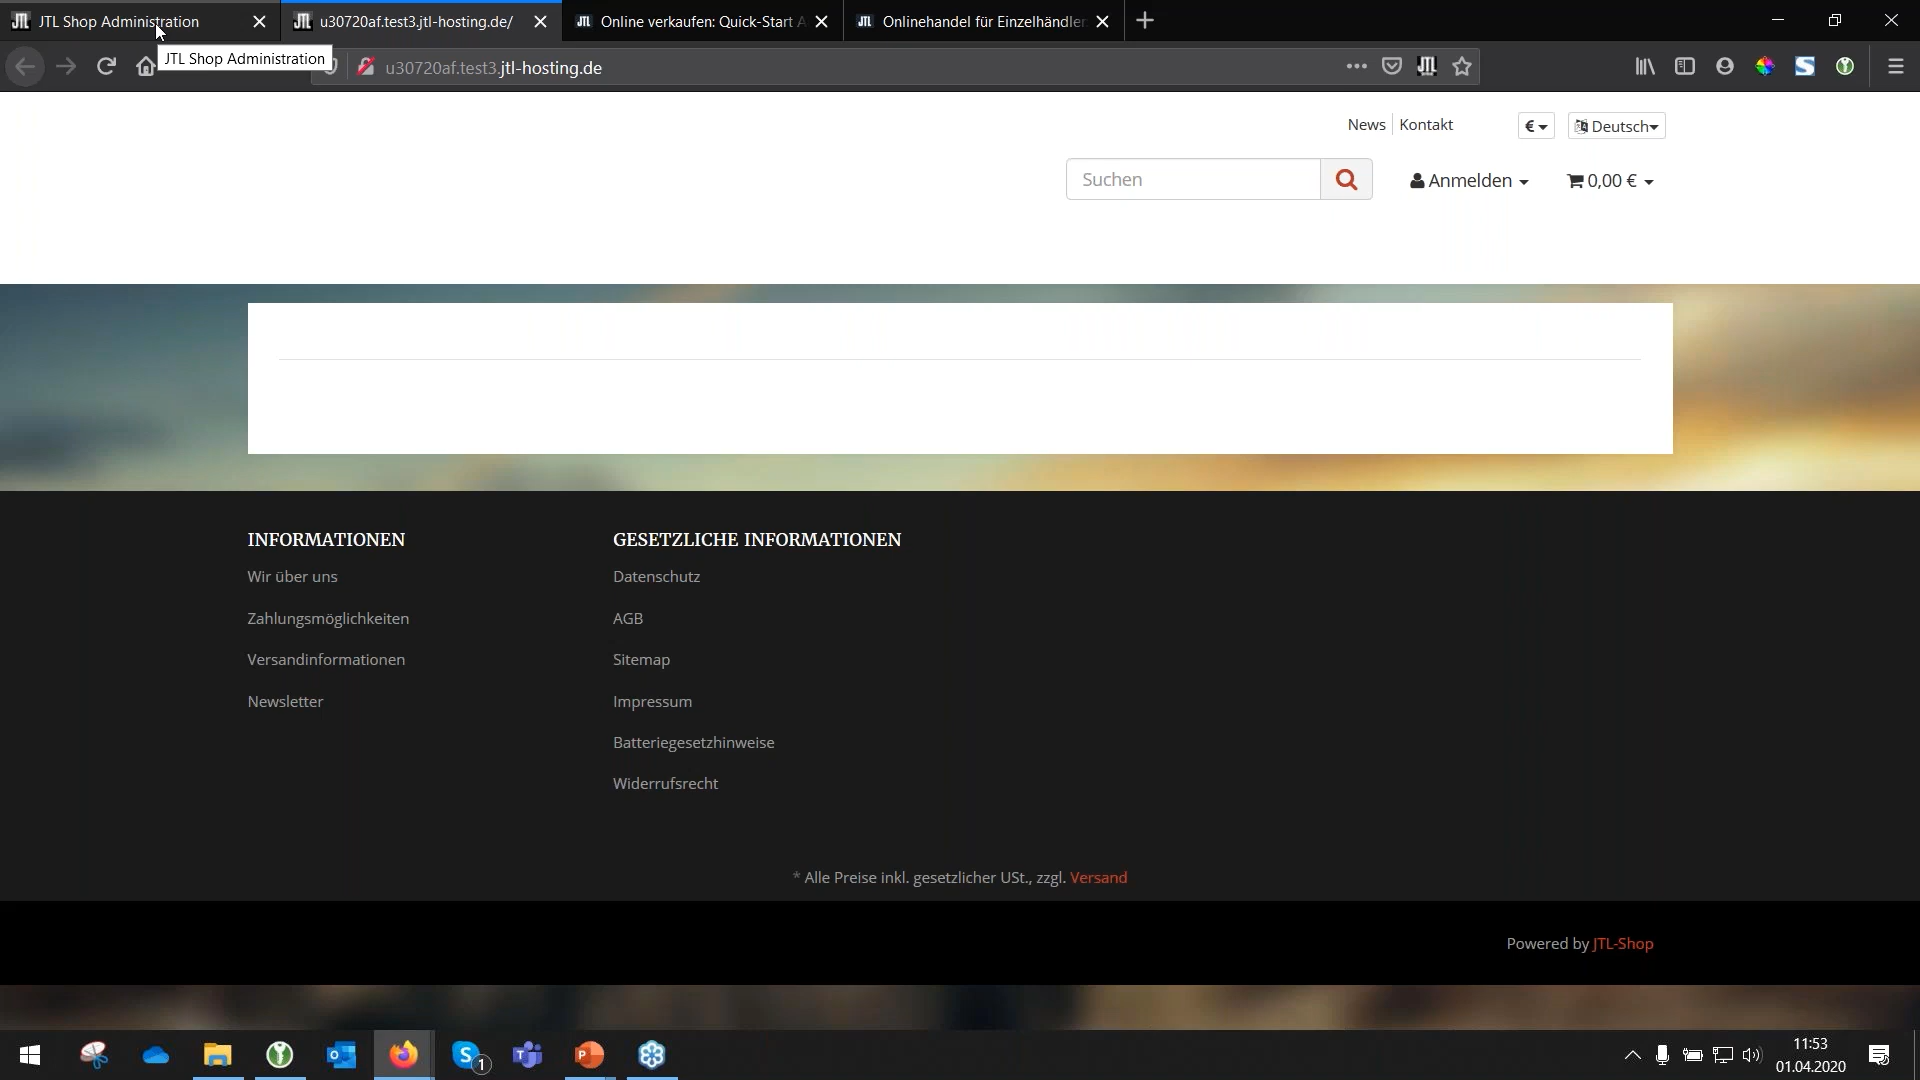 JTL Shop Administration
u30720af.test3.jtl-hosting.de/
Online verkaufen: Quick-Start A
Onlinehandel für Einzelhändler
JTL Shop Administration
u30720af.test3.jtl-hosting.de
News
Kontakt
€
Deutsch
Suchen
Anmelden
0,00 €
INFORMATIONEN
Wir über uns
Zahlungsmöglichkeiten
Versandinformationen
Newsletter
GESETZLICHE INFORMATIONEN
Datenschutz
AGB
Sitemap
Impressum
Batteriegesetzhinweise
Widerrufsrecht
* Alle Preise inkl. gesetzlicher USt., zzgl. Versand
Powered by JTL-Shop
1
11:53
01.04.2020